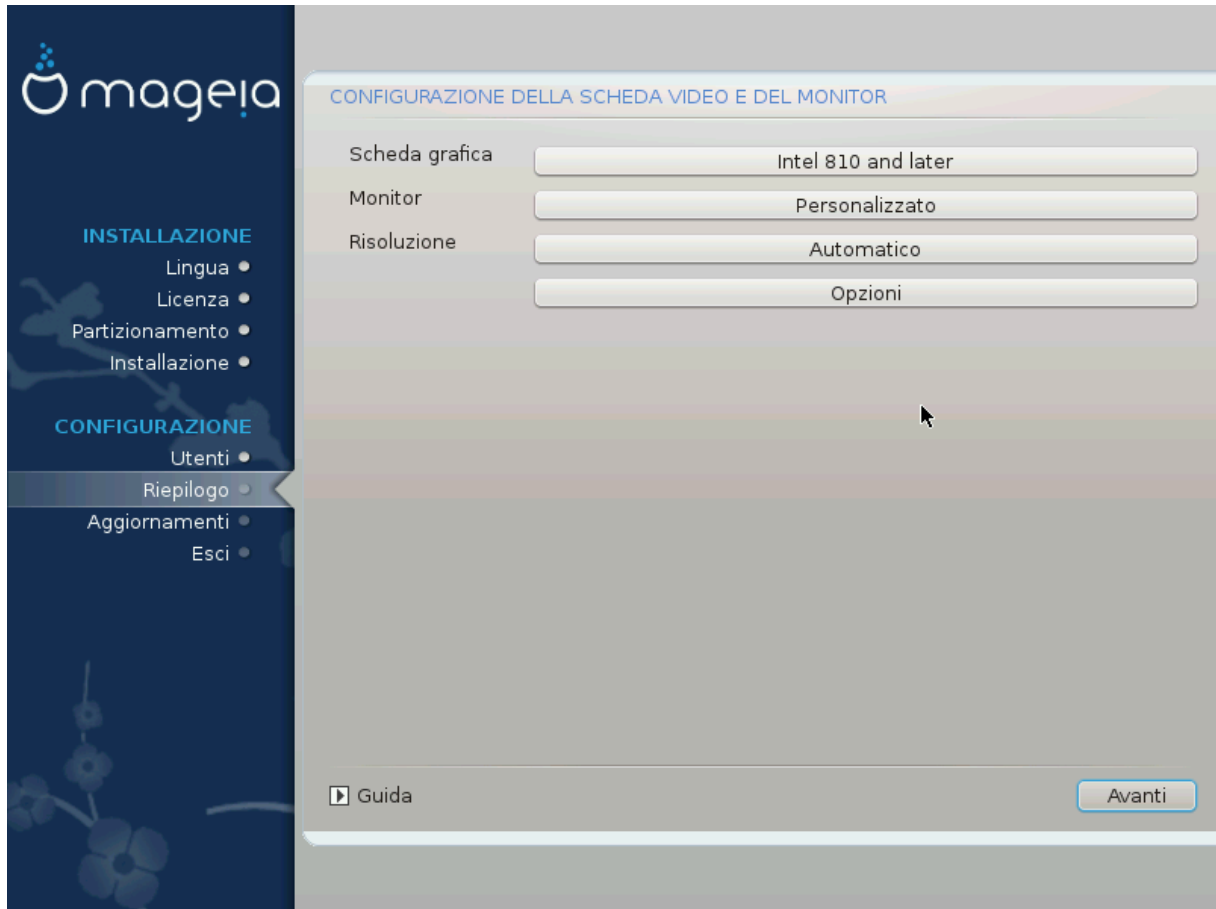 mageia
INSTALLAZIONE
Lingua
Licenza
Partizionamento
Installazione
CONFIGURAZIONE
Utenti
Riepilogo
Aggiornamenti
Esci
CONFIGURAZIONE DELLA SCHEDA VIDEO E DEL MONITOR
Scheda grafica Intel 810 and later
Monitor Personalizzato
Risoluzione Automatico
Opzioni
Guida Avanti